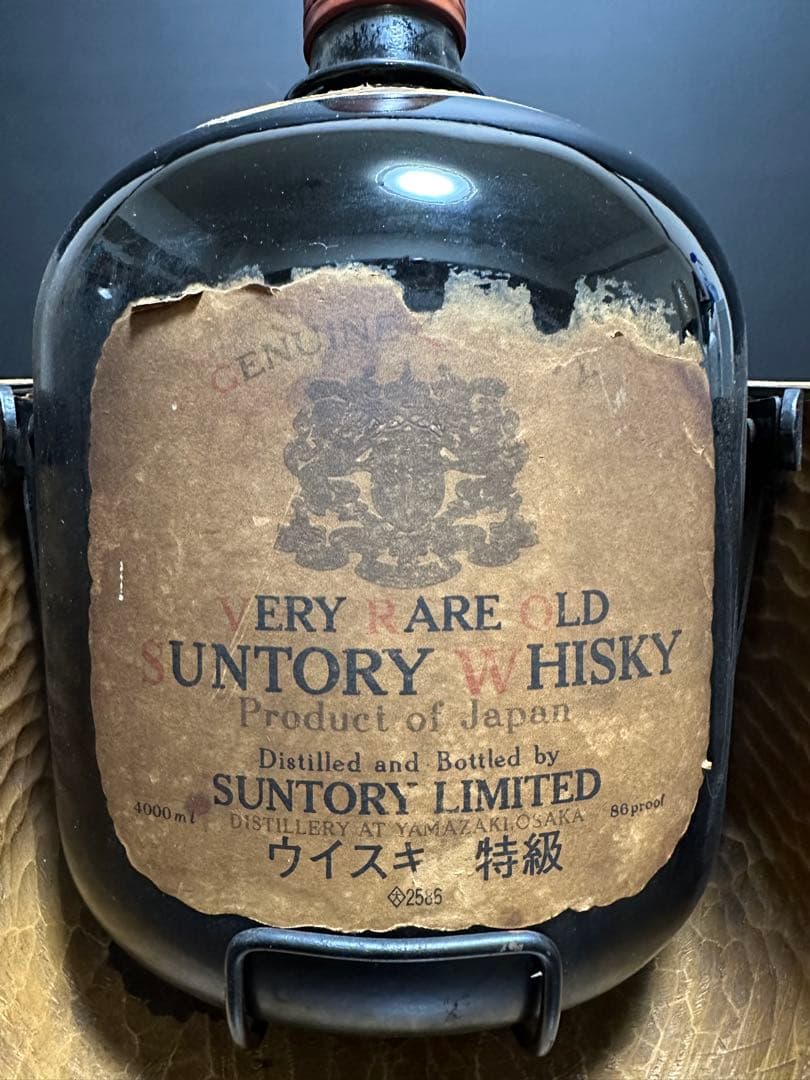 GENUINE
VERY RARE OLD
SUNTORY WHISKY
Product of Japan
Distilled and Bottled by
SUNTORY LIMITED
4000ml
86proof
DISTILLERY AT YAMAZAKI, OSAKA
ウイスキ 特級